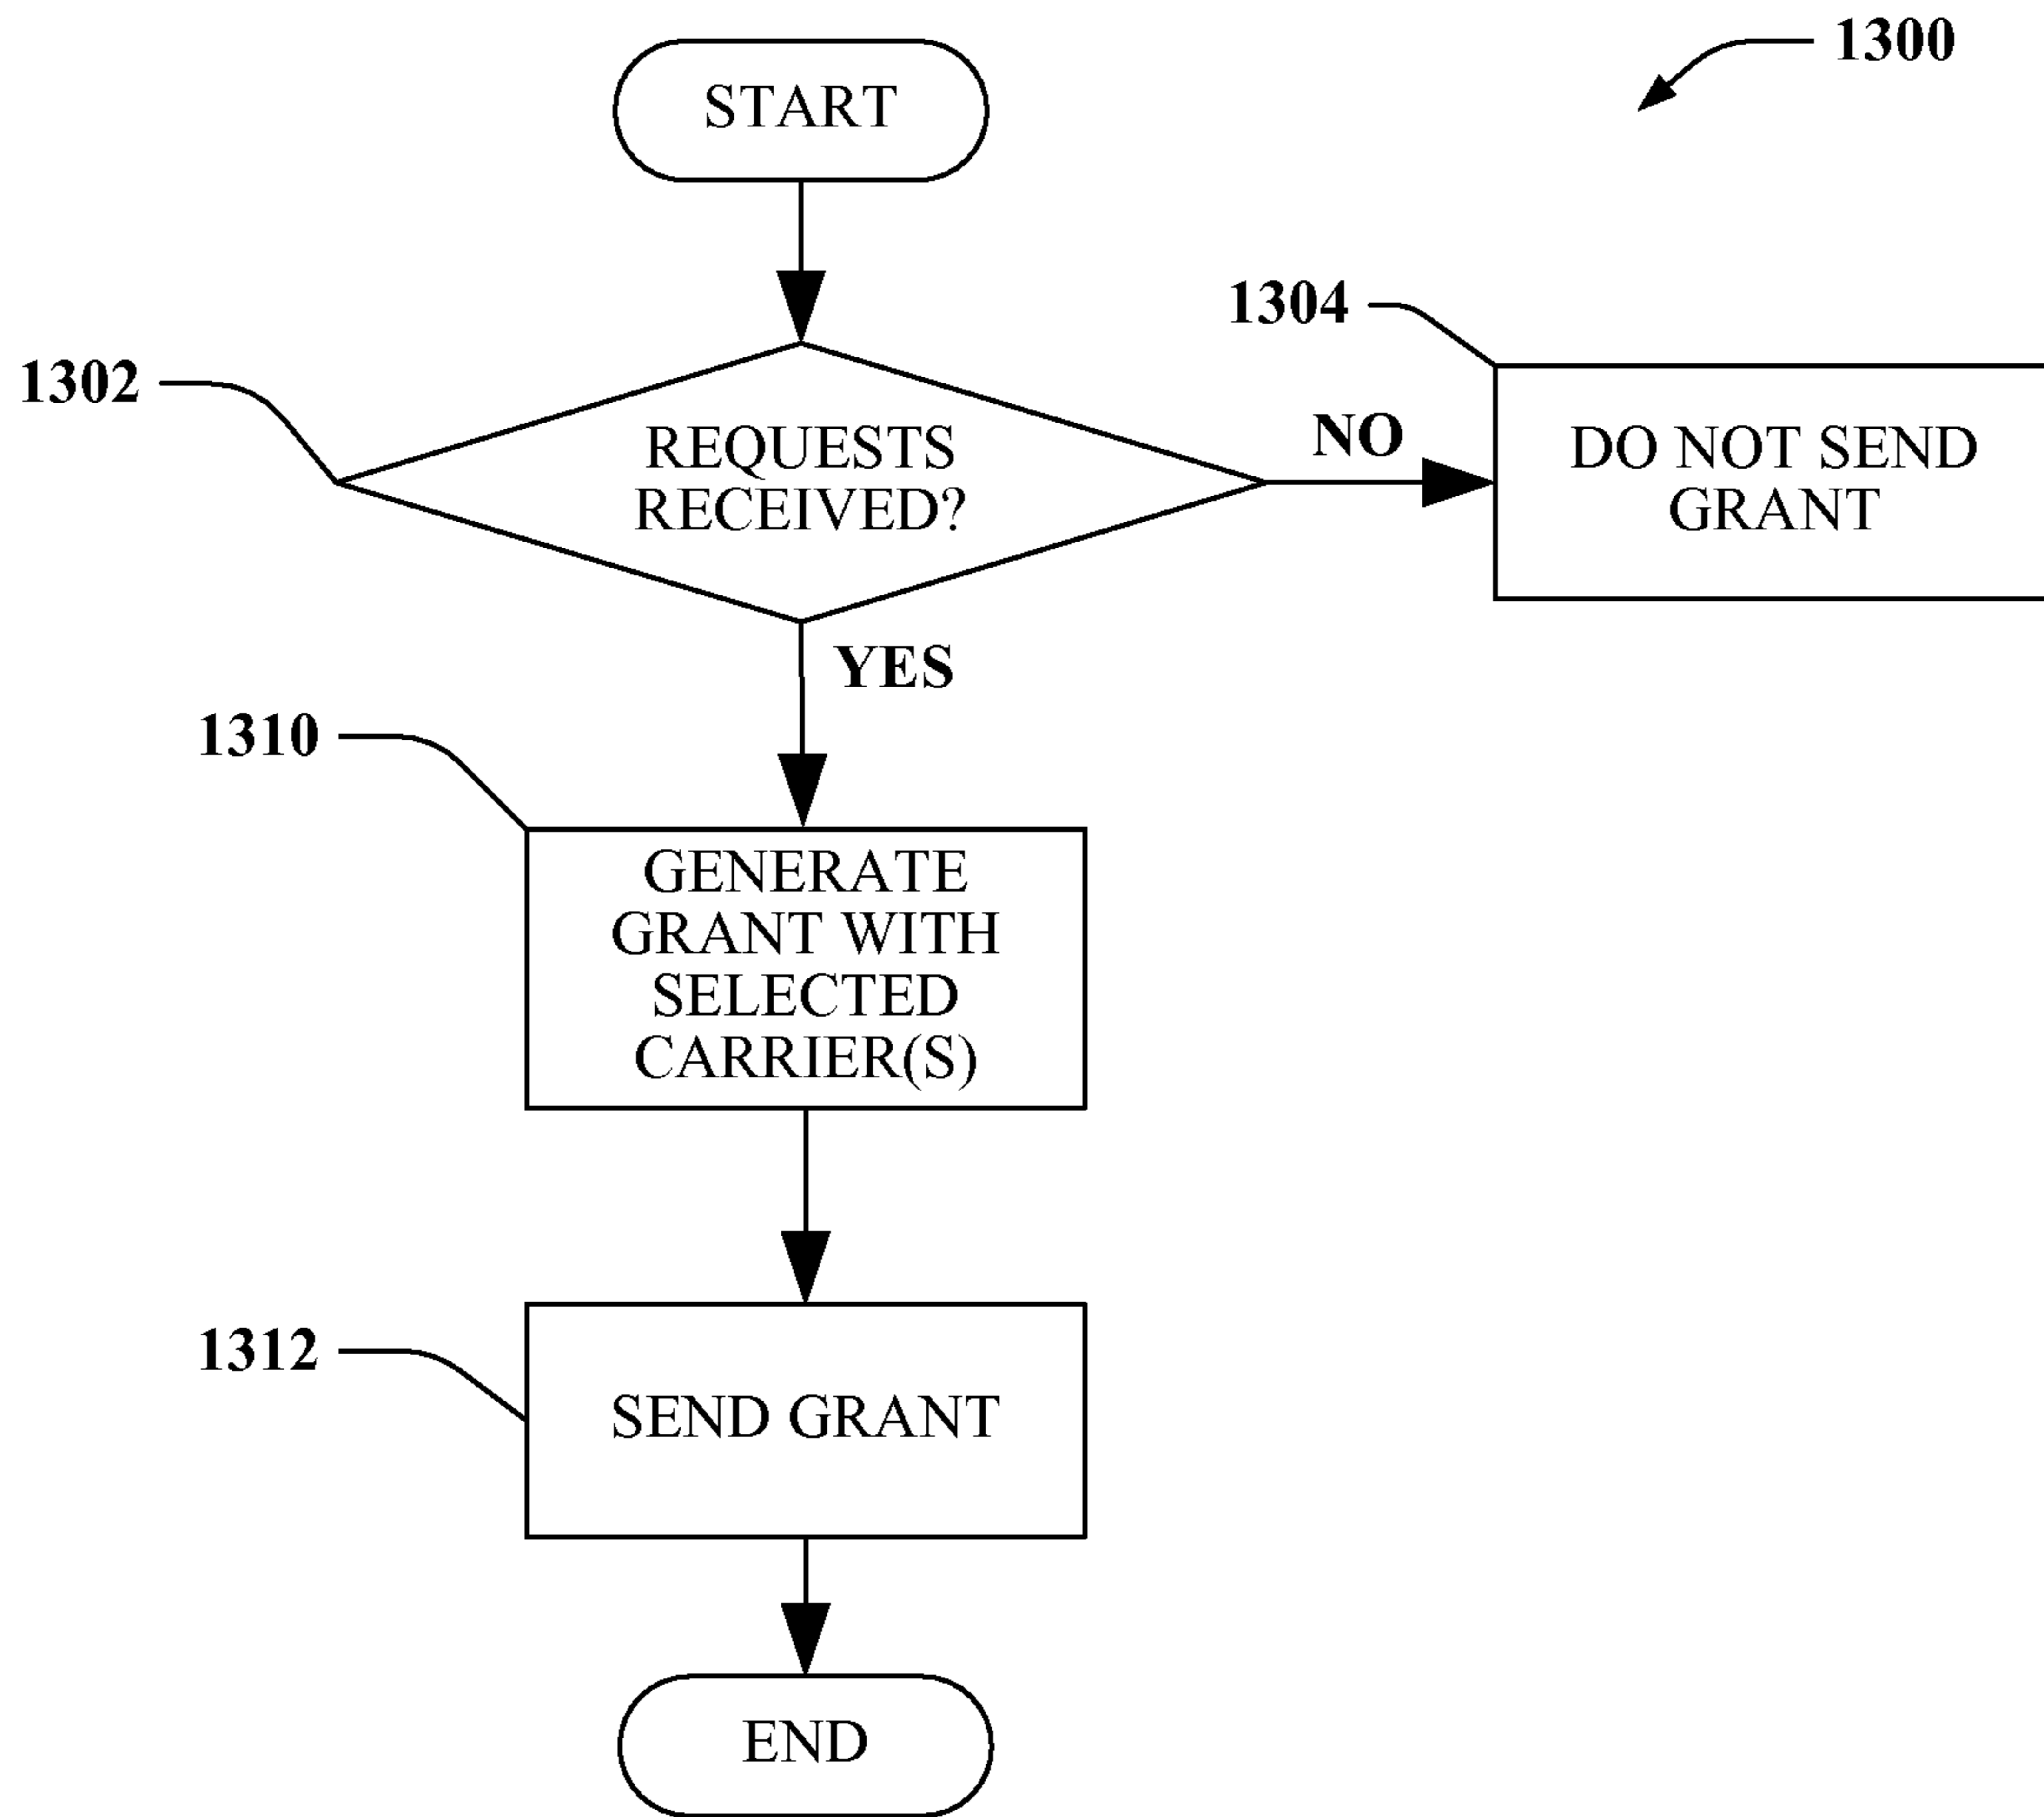 1300
START
1304
1302
REQUESTS
RECEIVED?
NO
DO NOT SEND
GRANT
YES
1310
GENERATE
GRANT WITH
SELECTED
CARRIER(S)
1312
SEND GRANT
END